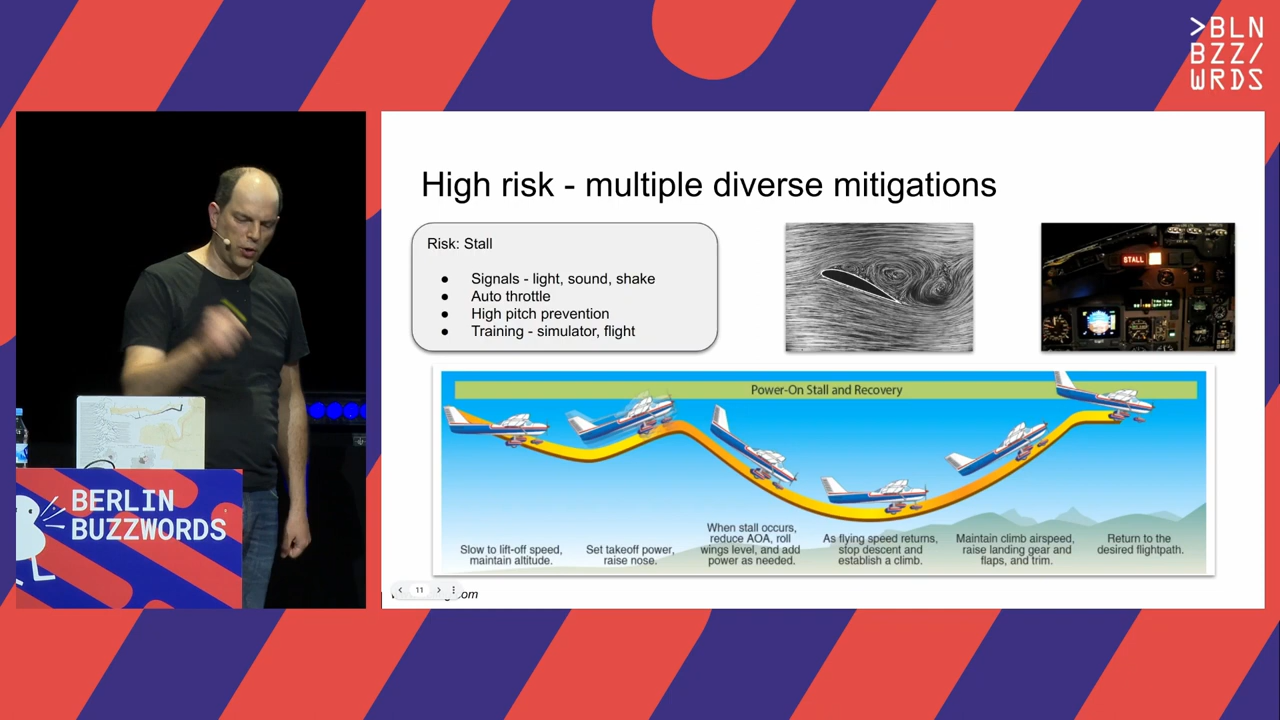 >BLN
BZZ/
WRDS
High risk - multiple diverse mitigations
Risk: Stall
● Signals - light, sound, shake
● Auto throttle
● High pitch prevention
● Training - simulator, flight
STALL
Power-On Stall and Recovery
Slow to lift-off speed,
maintain altitude.
Set takeoff power,
raise nose.
When stall occurs,
reduce AOA, roll
wings level, and add
power as needed.
As flying speed returns,
stop descent and
establish a climb.
Maintain climb airspeed,
raise landing gear and
flaps, and trim.
Return to the
desired flightpath.
11
BERLIN
BUZZWORDS